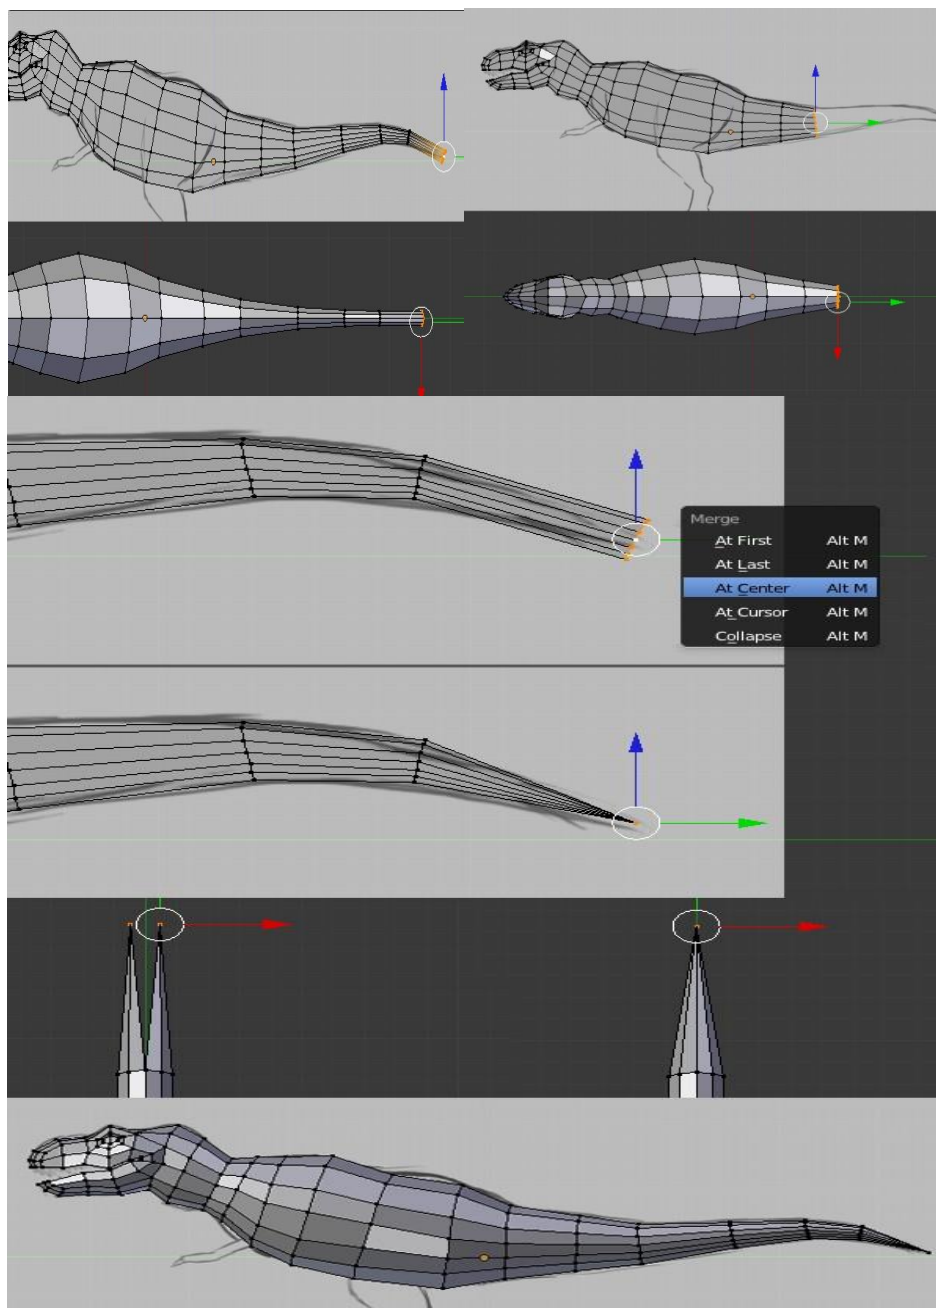 Merge
At First Alt M
At Last Alt M
At Center Alt M
At Cursor Alt M
Collapse Alt M